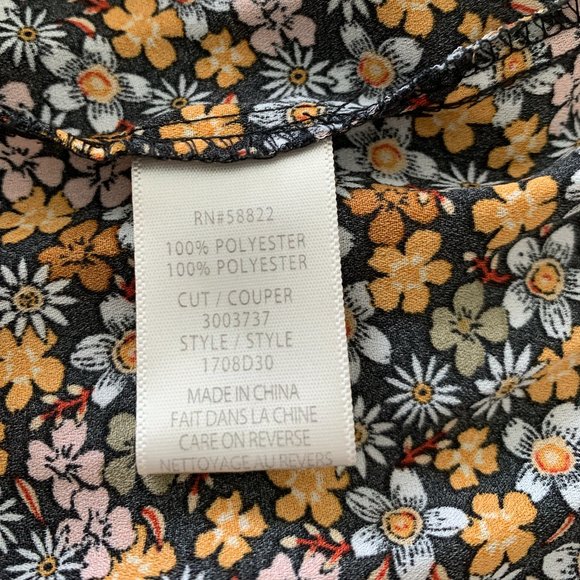 RN#58822
100% POLYESTER
100% POLYESTER
CUT / COUPER
3003737
STYLE / STYLE
1708D30
MADE IN CHINA
FAIT DANS LA CHINE
CARE ON REVERSE
NETTOYAGE AU REVERS